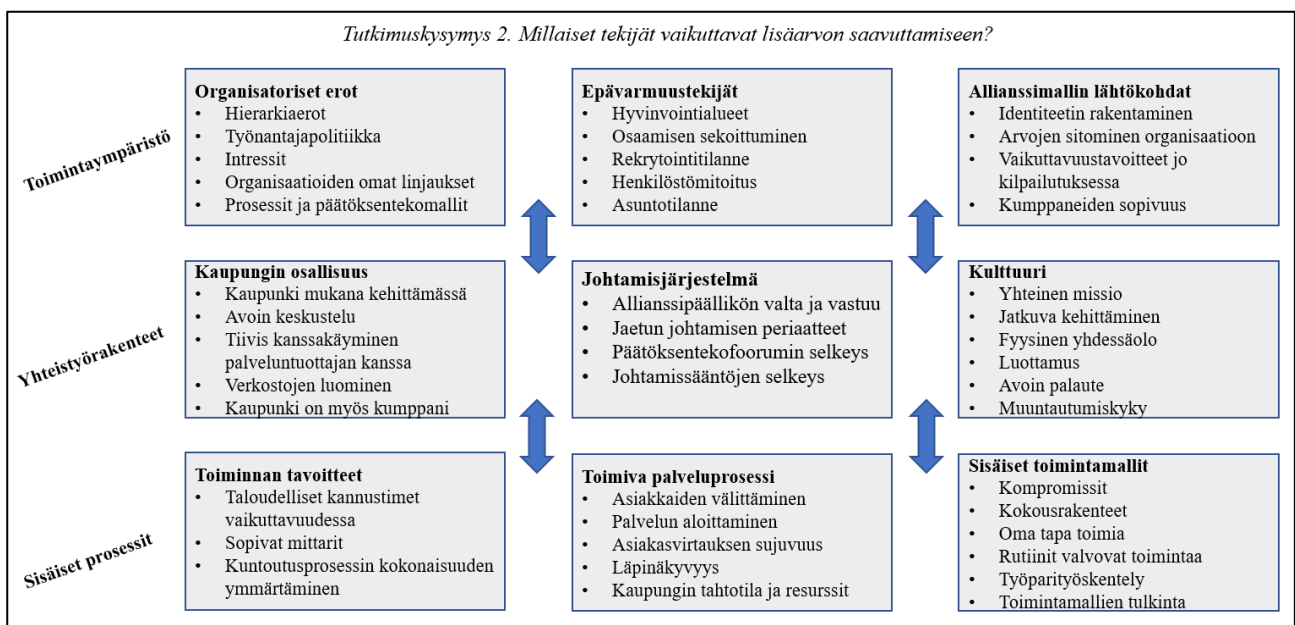 Tutkimuskysymys 2. Millaiset tekijät vaikuttavat lisäarvon saavuttamiseen?
Toimintaympäristö
Organisatoriset erot
• Hierarkiaerot
• Työnantajapolitiikka
• Intressit
• Organisaatioiden omat linjaukset
• Prosessit ja päätöksentekomallit
Epävarmuustekijät
• Hyvinvointialueet
• Osaamisen sekoittuminen
• Rekrytointitilanne
• Henkilöstömitoitus
• Asuntotilanne
Allianssimallin lähtökohdat
• Identiteetin rakentaminen
• Arvojen sitominen organisaatioon
• Vaikuttavuustavoitteet jo
kilpailutuksessa
• Kumppaneiden sopivuus
Yhteistyörakenteet
Kaupungin osallisuus
• Kaupunki mukana kehittämässä
• Avoin keskustelu
• Tiivis kanssakäyminen
palveluntuottajan kanssa
• Verkostojen luominen
• Kaupunki on myös kumppani
Johtamisjärjestelmä
• Allianssipäällikön valta ja vastuu
• Jaetun johtamisen periaatteet
• Päätöksentekofoorumin selkeys
• Johtamissääntöjen selkeys
Kulttuuri
• Yhteinen missio
• Jatkuva kehittäminen
• Fyysinen yhdessäolo
• Luottamus
• Avoin palaute
• Muuntautumiskyky
Sisäiset prosessit
Toiminnan tavoitteet
• Taloudelliset kannustimet
vaikuttavuudessa
• Sopivat mittarit
• Kuntoutusprosessin kokonaisuuden
ymmärtäminen
Toimiva palveluprosessi
• Asiakkaiden välittäminen
• Palvelun aloittaminen
• Asiakasvirtauksen sujuvuus
• Läpinäkyvyys
• Kaupungin tahtotila ja resurssit
Sisäiset toimintamallit
• Kompromissit
• Kokousrakenteet
• Oma tapa toimia
• Rutiinit valvovat toimintaa
• Työparityöskentely
• Toimintamallien tulkinta